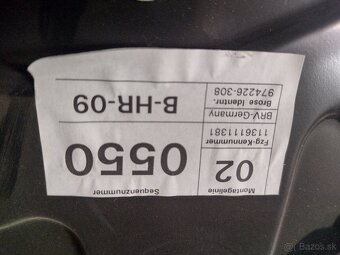 Montagelinie
Sequenznummer
02
0550
Fzg-Kennummer
1136111381
BRV-Germany
B-HR-09
Brose Identnr.
974226-308
bazos.sk